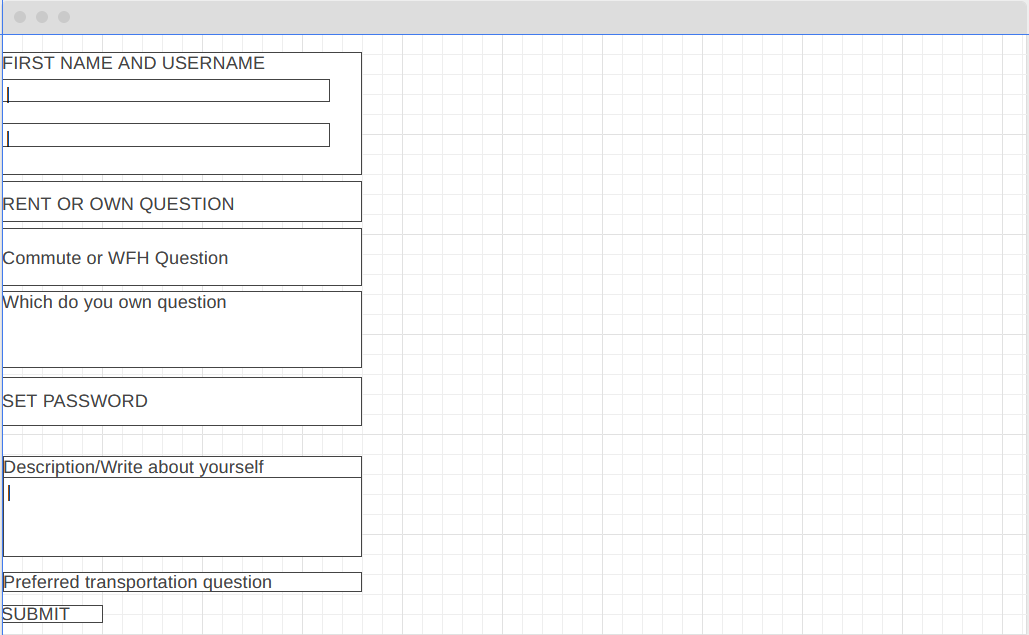 FIRST NAME AND USERNAME
RENT OR OWN QUESTION
Commute or WFH Question
Which do you own question
SET PASSWORD
Description/Write about yourself
Preferred transportation question
SUBMIT